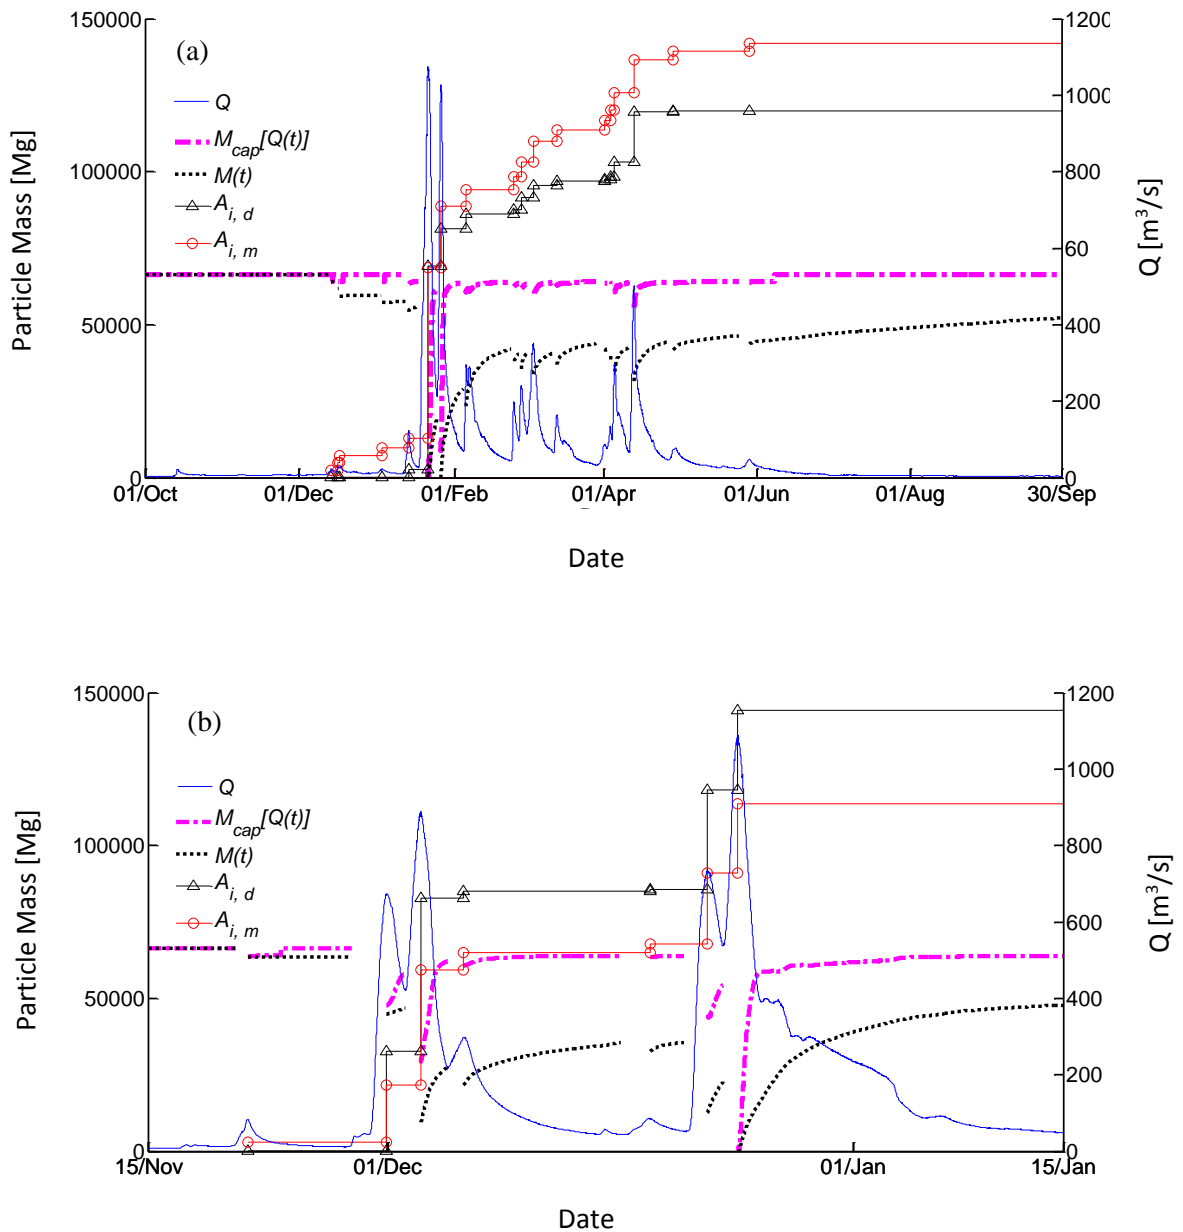 150000
1200
(a)
Q
M_cap[Q(t)]
M(t)
A_i, d
A_i, m
1000
100000
800
600
50000
400
200
0
0
01/Oct
01/Dec
01/Feb
01/Apr
01/Jun
01/Aug
30/Sep
Particle Mass [Mg]
Q [m³/s]
Date
150000
1200
(b)
Q
M_cap[Q(t)]
M(t)
A_i, d
A_i, m
1000
100000
800
600
50000
400
200
0
0
15/Nov
01/Dec
01/Jan
15/Jan
Particle Mass [Mg]
Q [m³/s]
Date